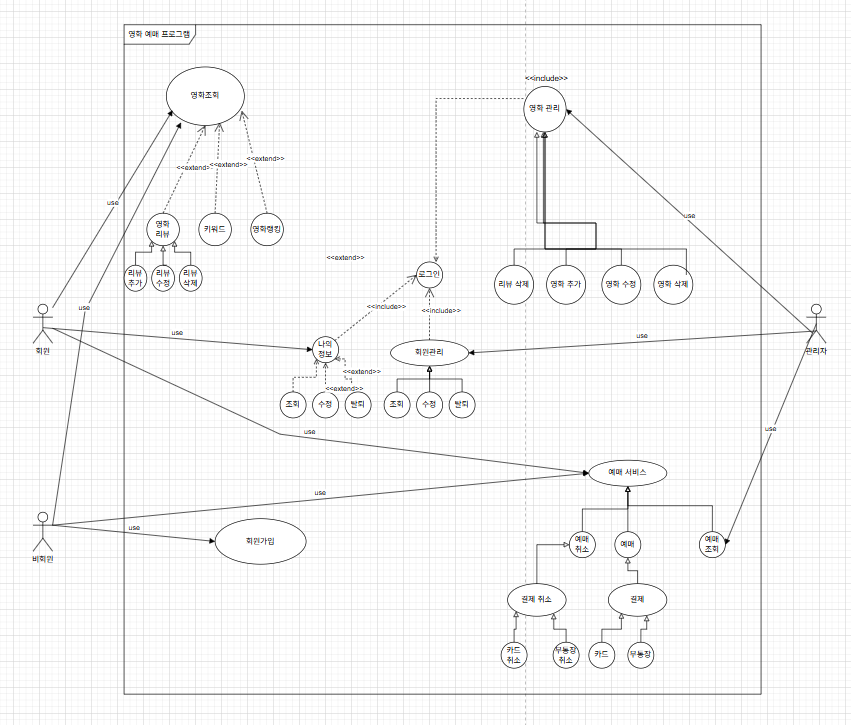 영화 예매 프로그램
<<include>>
영화조회
영화 관리
<<extend>>
<<extend>>
<<extend>>
use
use
영화
리뷰
키워드
영화랭킹
리뷰
추가
리뷰
수정
리뷰
삭제
<<extend>>
로그인
리뷰 삭제
영화 추가
영화 수정
영화 삭제
use
<<include>>
<<include>>
회원
use
나의
정보
회원관리
use
관리자
<<extend>>
<<extend>>
조회
수정
탈퇴
조회
수정
탈퇴
use
use
예매 서비스
use
비회원
use
회원가입
예매
취소
예매
예매
조회
결제 취소
결제
카드
취소
무통장
취소
카드
무통장